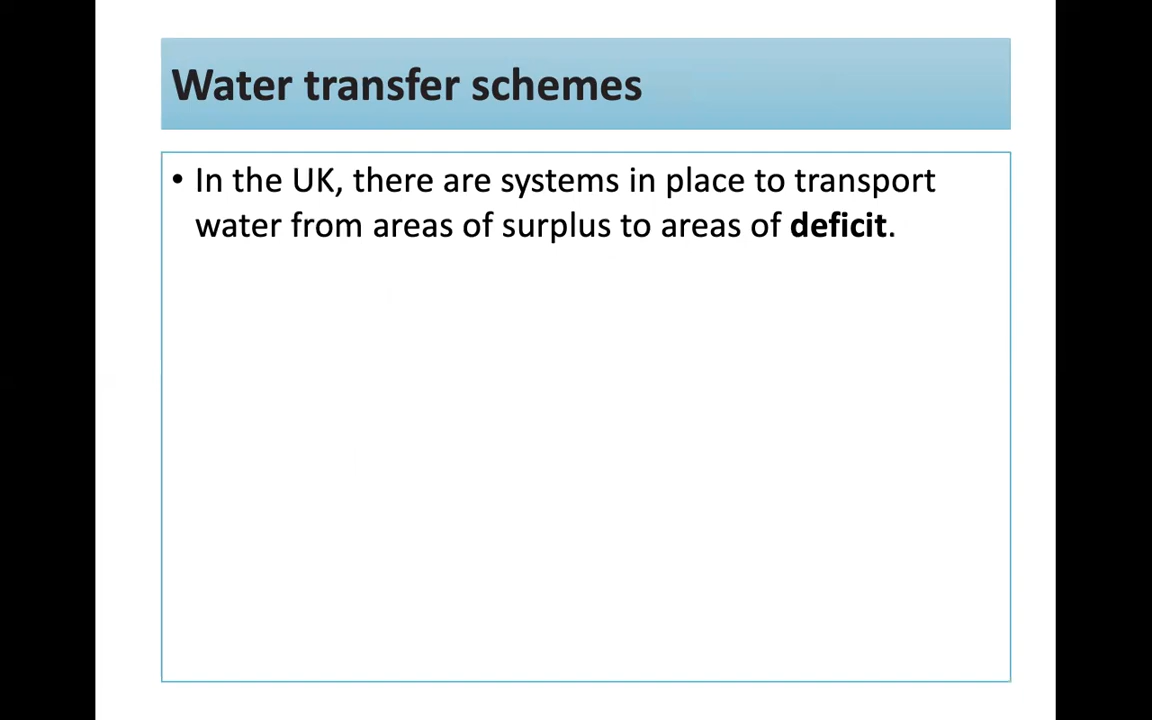 Water transfer schemes
• In the UK, there are systems in place to transport
water from areas of surplus to areas of deficit.